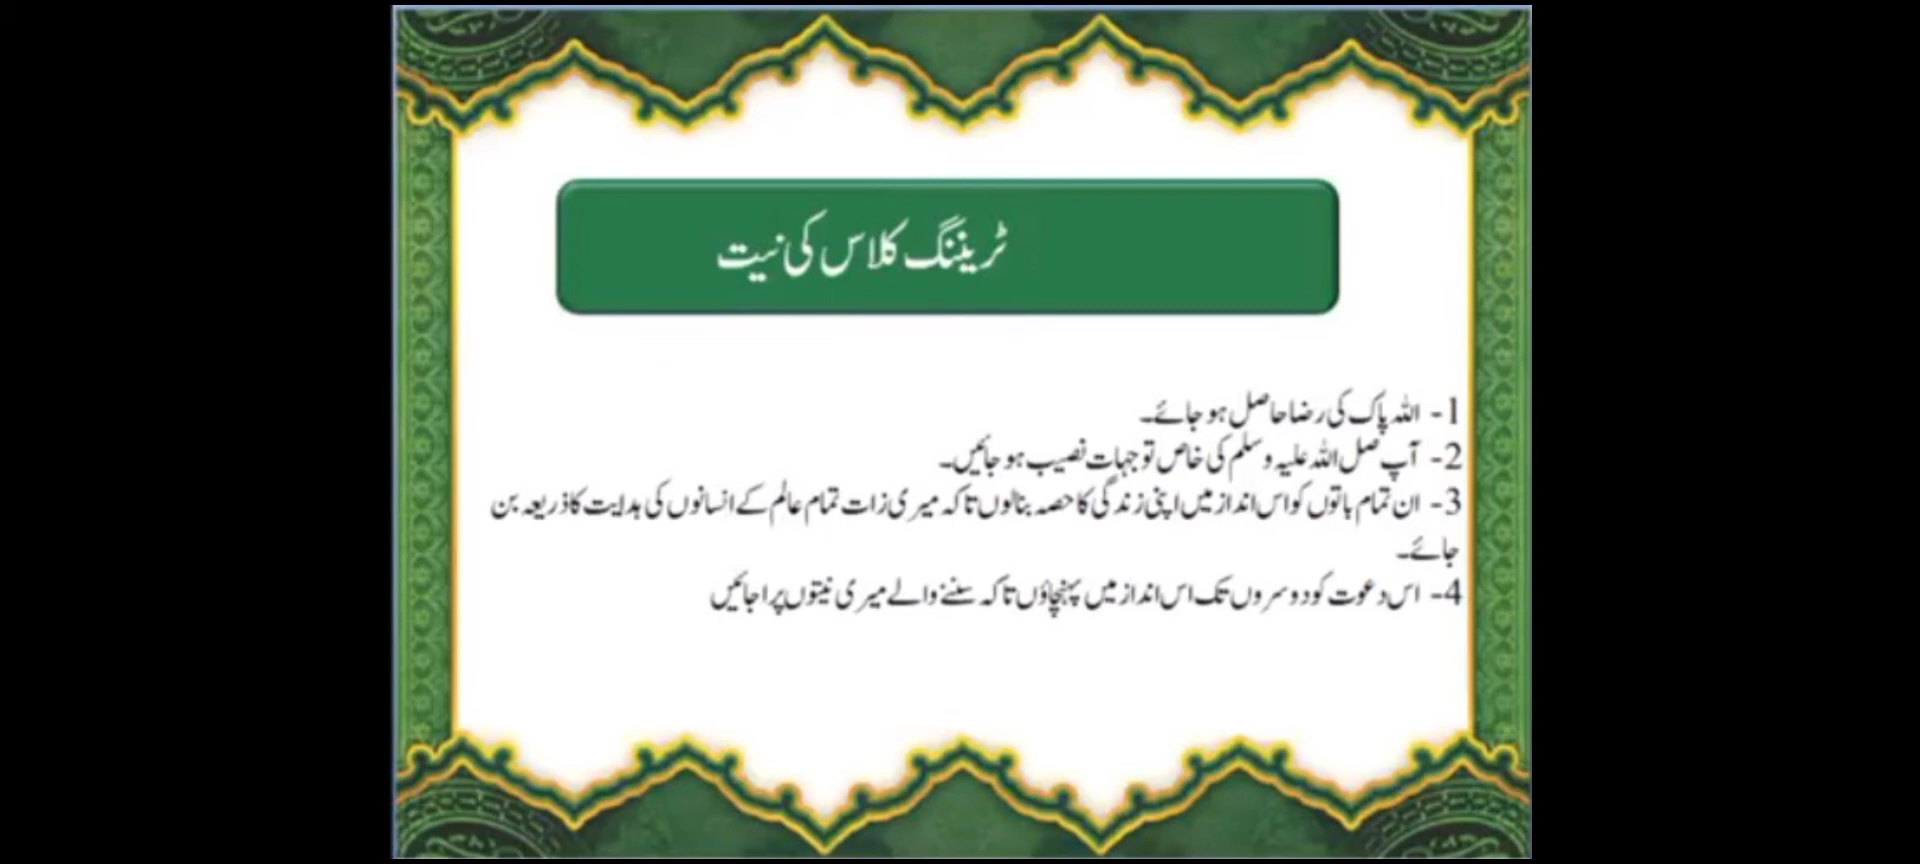 ٹریننگ کلاس کی نیت
1- اللہ پاک کی رضا حاصل ہو جائے۔
2- آپ صل اللہ علیہ وسلم کی خاص توجہات نصیب ہو جائیں۔
3- ان تمام باتوں کو اس انداز میں اپنی زندگی کا حصہ بنالوں تاکہ میری زات تمام عالم کے انسانوں کی ہدایت کا ذریعہ بن
جائے۔
4- اس دعوت کو دوسروں تک اس انداز میں پہنچاؤں تاکہ سننے والے میری نیتوں پر اجائیں